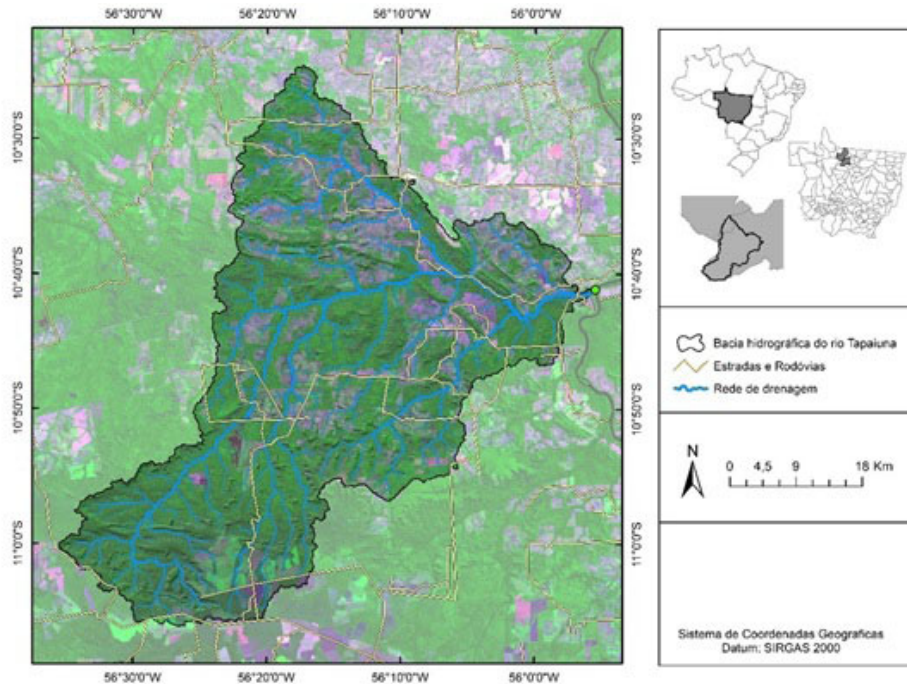 56°30'0"W 56°20'0"W 56°10'0"W 56°0'0"W
10°30'0"S
10°40'0"S
10°50'0"S
11°0'0"S
10°30'0"S
10°40'0"S
10°50'0"S
11°0'0"S
56°30'0"W 56°20'0"W 56°10'0"W 56°0'0"W
Bacia hidrográfica do rio Tapaiuna
Estradas e Rodóvias
Rede de drenagem
N
0 4,5 9 18 Km
Sistema de Coordenadas Geograficas
Datum: SIRGAS 2000